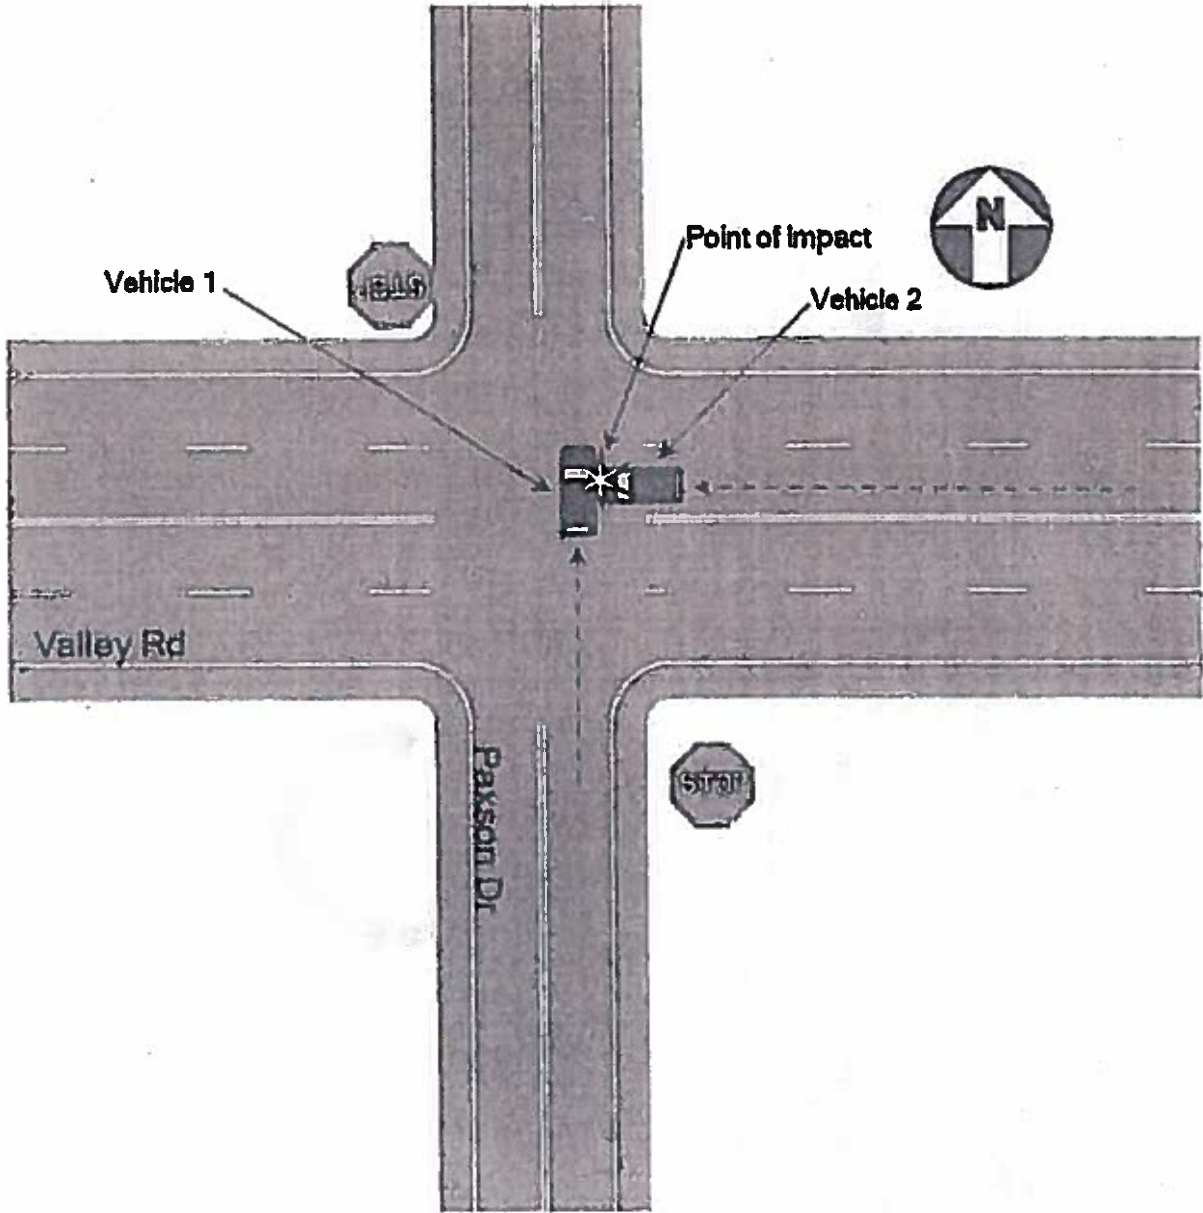 N
Point of Impact
Vehicle 1
Vehicle 2
Valley Rd
Paxson Dr
STOP